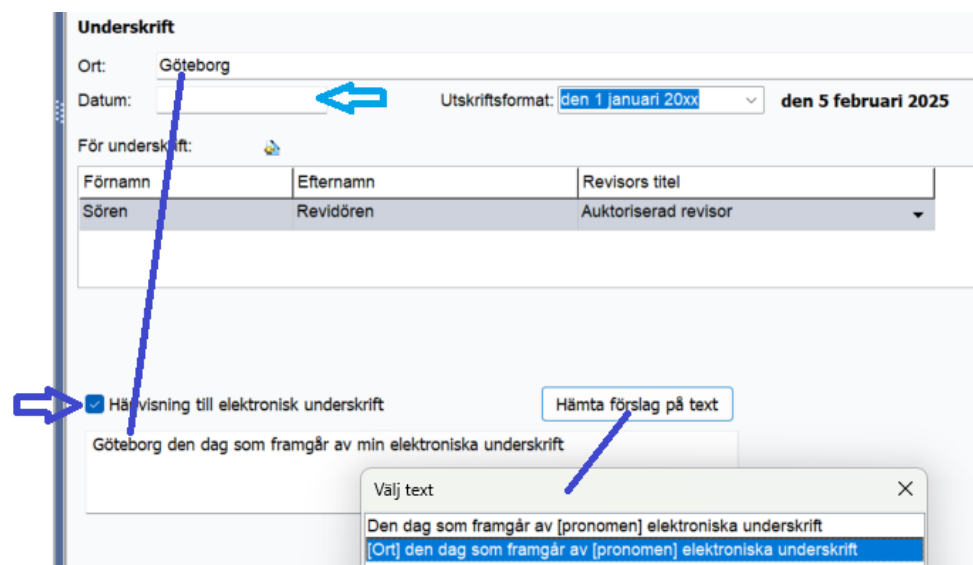 Underskrift
Ort: Göteborg
Datum: Utskriftsformat: den 1 januari 20xx den 5 februari 2025
För underskrift:
Förnamn Efternamn Revisors titel
Sören Revidören Auktoriserad revisor
Hänvisning till elektronisk underskrift Hämta förslag på text
Göteborg den dag som framgår av min elektroniska underskrift
Välj text
Den dag som framgår av [pronomen] elektroniska underskrift
[Ort] den dag som framgår av [pronomen] elektroniska underskrift